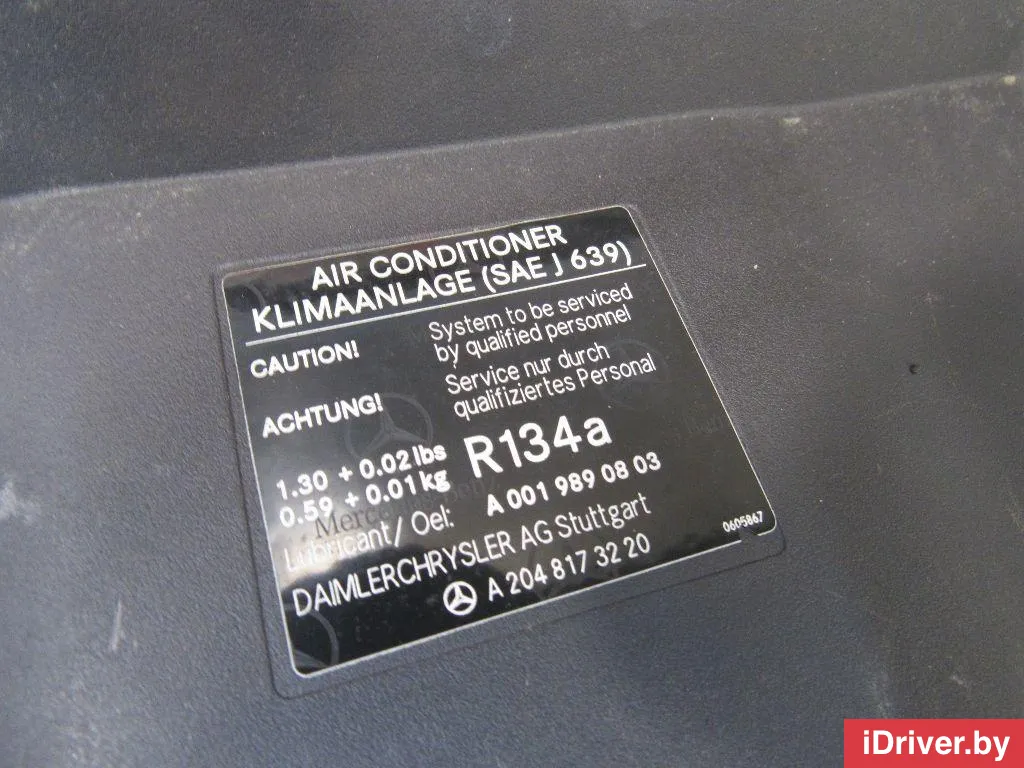 AIR CONDITIONER
KLIMAANLAGE (SAE J 639)
CAUTION!
System to be serviced
by qualified personnel
ACHTUNG!
Service nur durch
qualifiziertes Personal
1.30 + 0.02 lbs
0.59 + 0.01 kg
R134a
Lubricant/ Oel:
A 001 989 08 03
DAIMLERCHRYSLER AG Stuttgart
A 204 817 32 20
0605867
iDriver.by